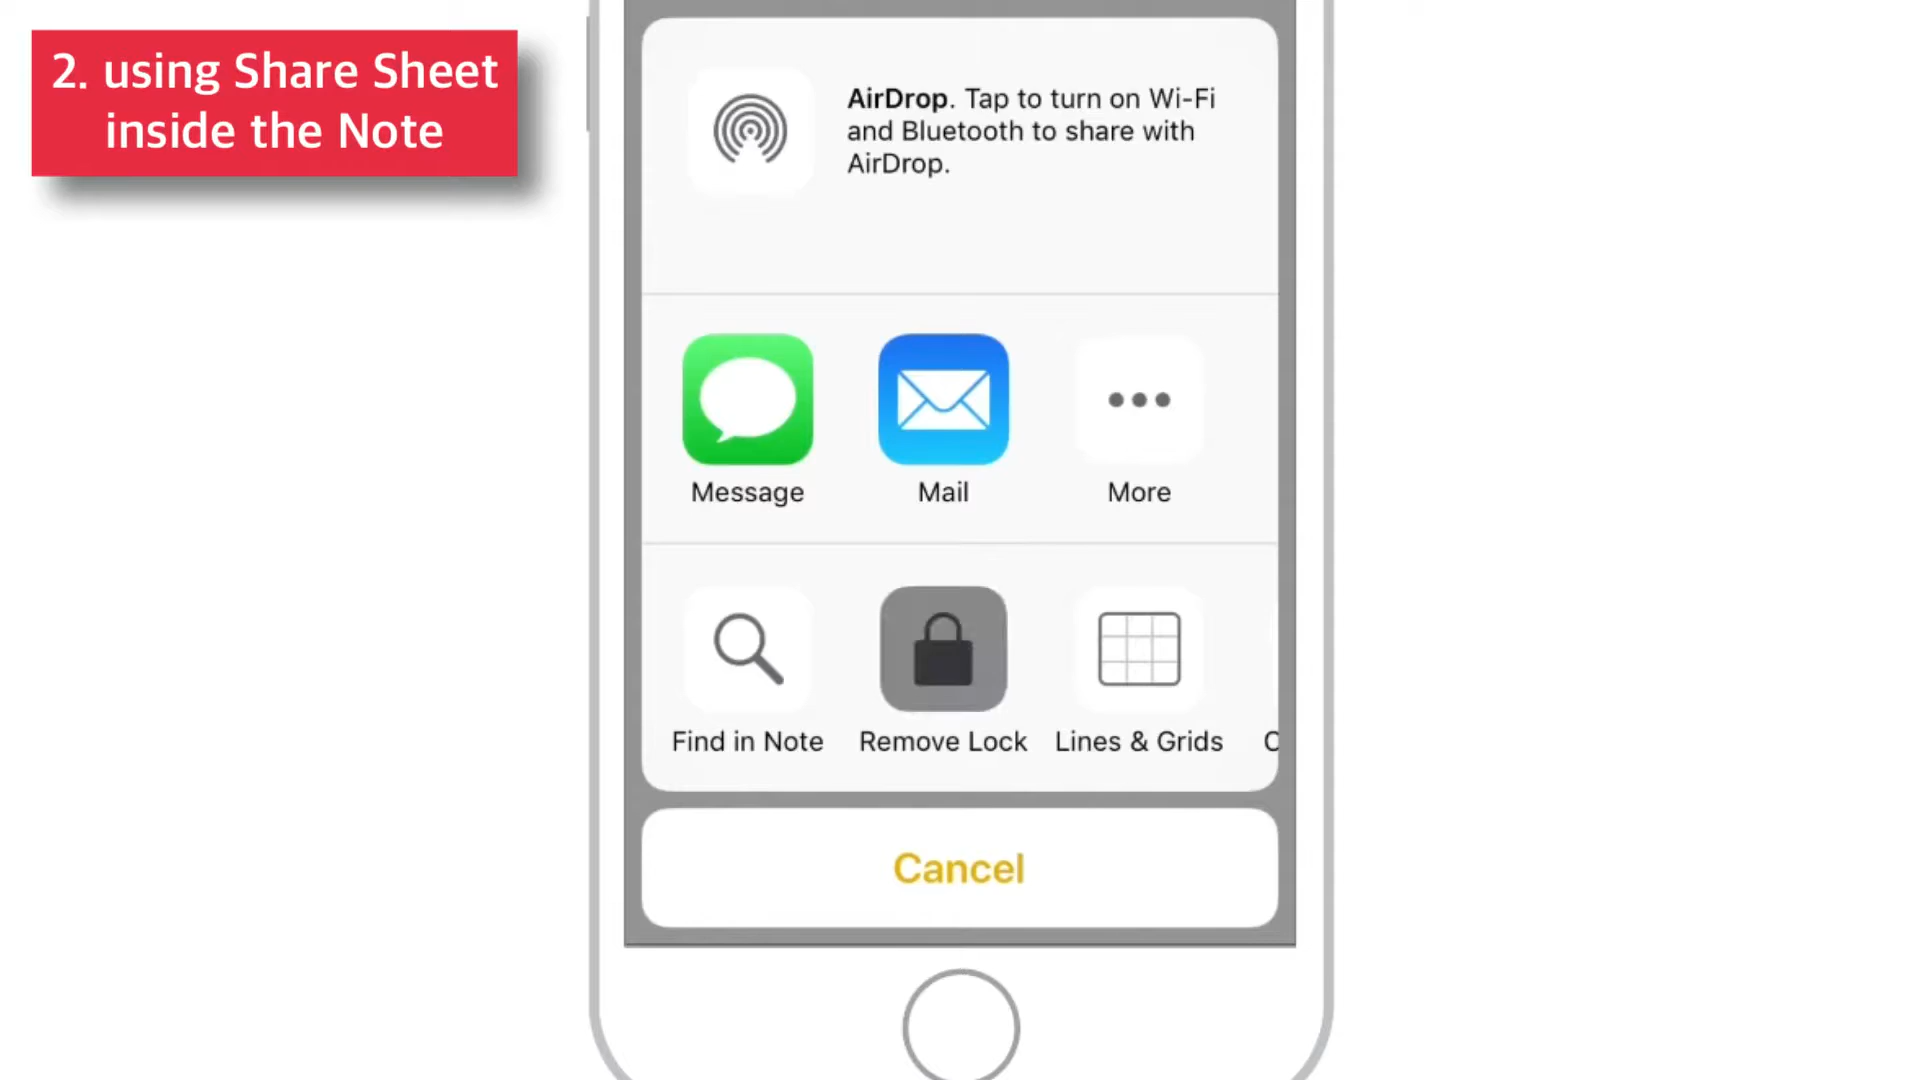 2. using Share Sheet
inside the Note
AirDrop. Tap to turn on Wi-Fi
and Bluetooth to share with
AirDrop.
Message
Mail
More
Find in Note
Remove Lock
Lines & Grids
Cancel